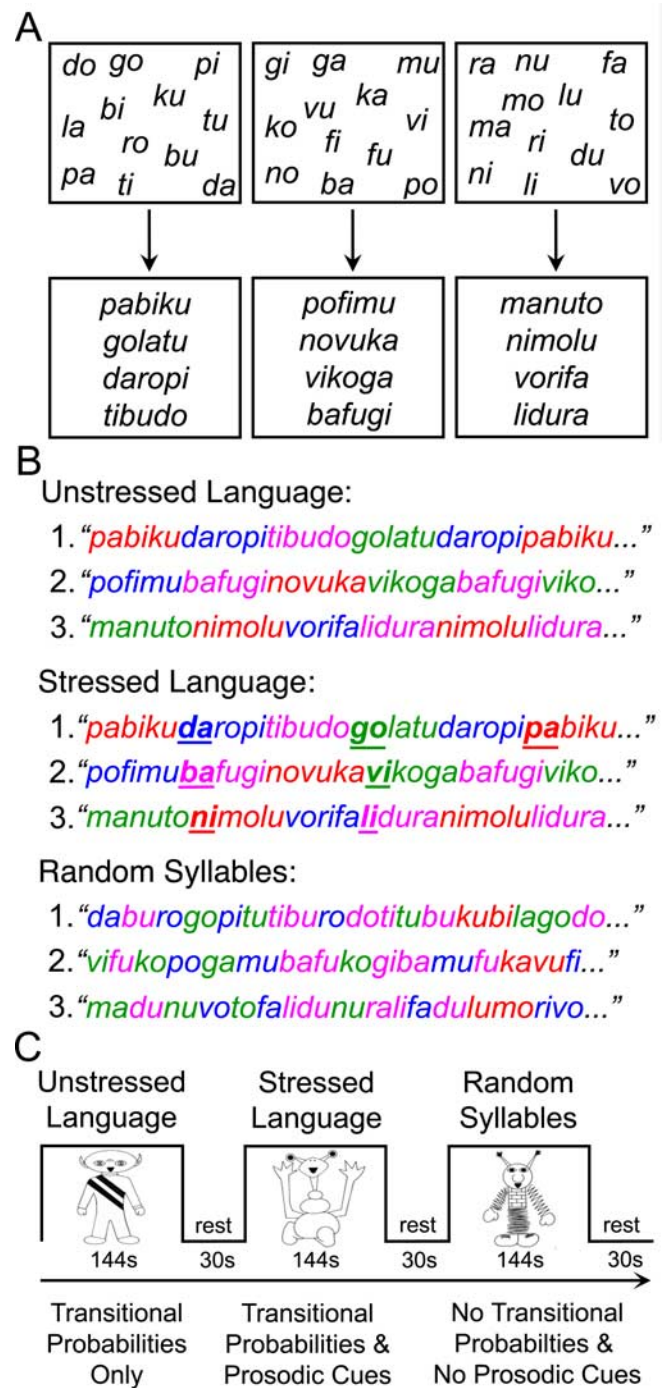 A
do go pi
bi ku
la tu
ro
pa bu
ti da
gi ga mu
vu ka
ko vi
fi
no fu
ba po
ra nu fa
mo lu
ma to
ri
ni du
li vo
pabiku
golatu
daropi
tibudo
pofimu
novuka
vikoga
bafugi
manuto
nimolu
vorifa
lidura
B
Unstressed Language:
1. “pabikudaropitibudogolatudaropipabiku...”
2. “pofimubafuginovukavikogabafugiviko...”
3. “manutonimoluvorifaliduranimolulidura...”
Stressed Language:
1. “pabikudaropitibudogolatudaropipabiku...”
2. “pofimubafuginovukavikogabafugiviko...”
3. “manutonimoluvorifaliduranimolulidura...”
Random Syllables:
1. “daburogopitutiburodotitubukubilagodo...”
2. “vifukopogamubafukogibamufukavufi...”
3. “madunuvotofalidunuralifadulumorivo...”
C
Unstressed
Language
Stressed
Language
Random
Syllables
rest
rest
rest
144s 30s 144s 30s 144s 30s
Transitional
Probabilities
Only
Transitional
Probabilities &
Prosodic Cues
No Transitional
Probabilties &
No Prosodic Cues